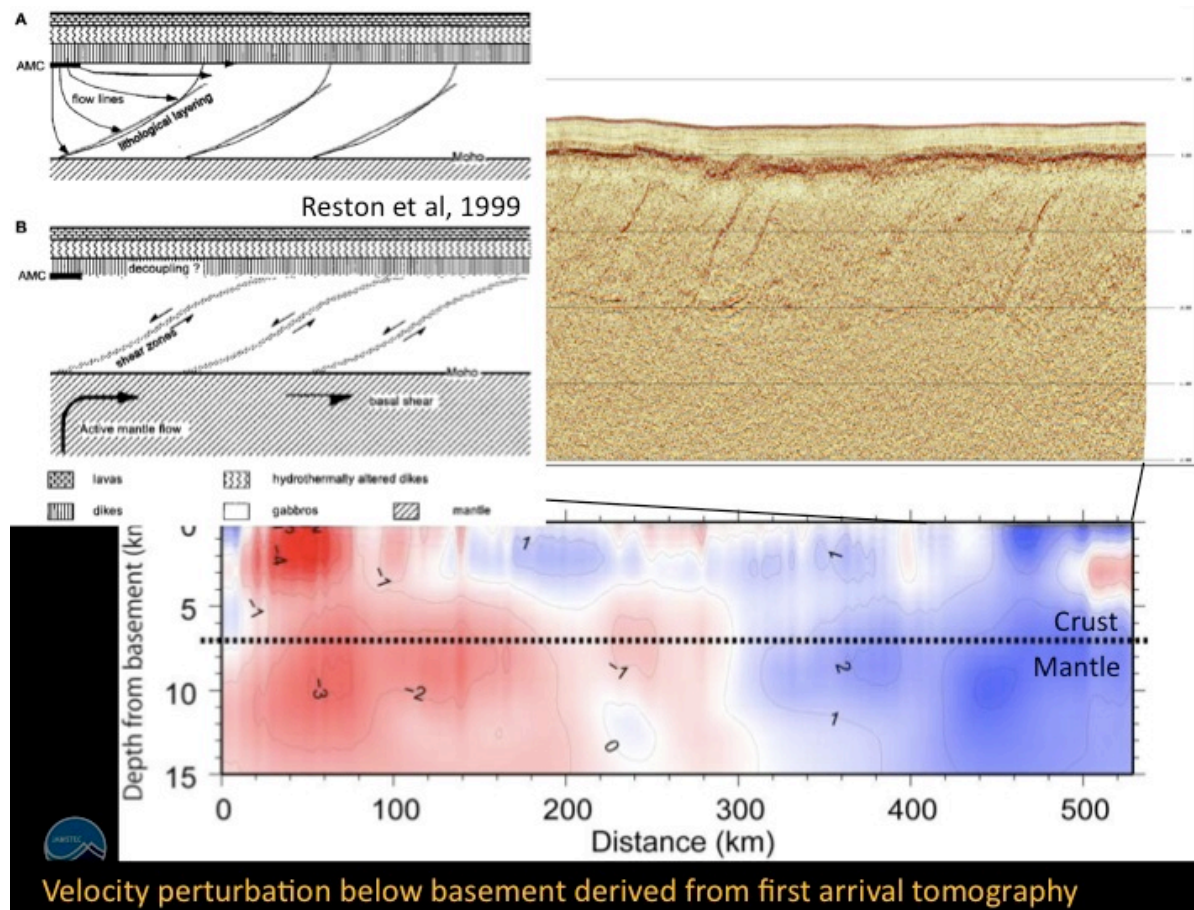 A
AMC
flow lines
lithological layering
Moho
Reston et al, 1999
B
decoupling ?
AMC
shear zones
Moho
basal shear
Active mantle flow
lavas
hydrothermally altered dikes
dikes
gabbros
mantle
Depth from basement (km
0
5
10
15
-4
-1
-1
1
1
-3
-2
-1
0
2
1
Crust
Mantle
0
100
200
300
400
500
Distance (km)
JAMSTEC
Velocity perturbation below basement derived from first arrival tomography